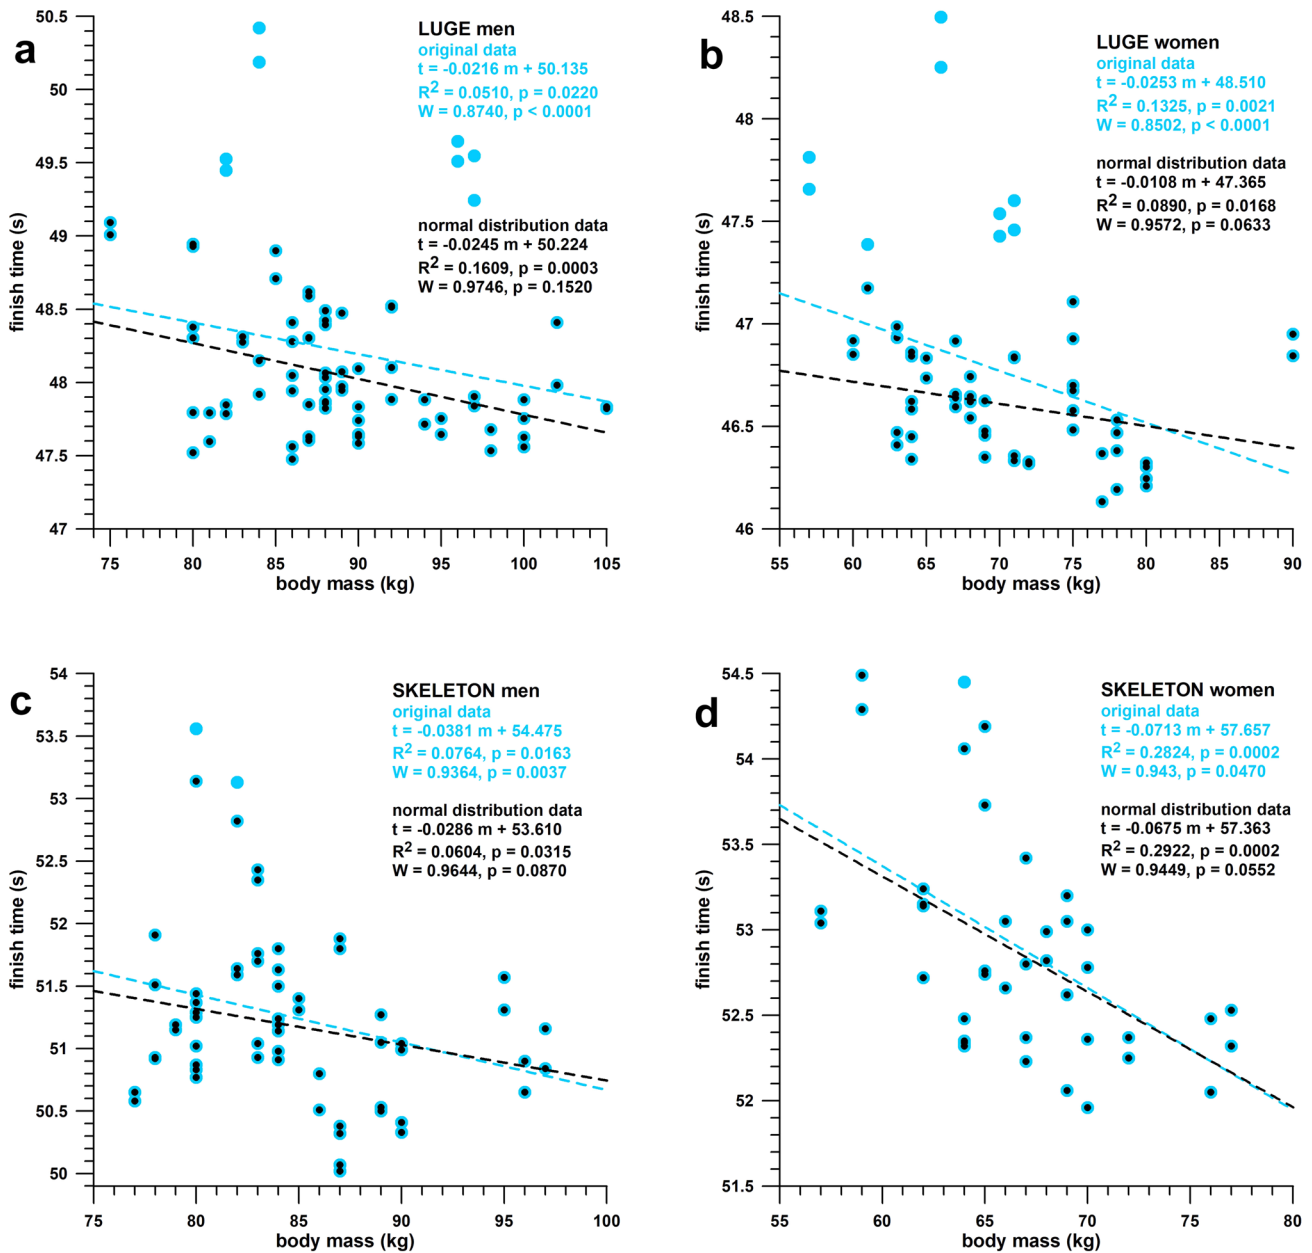 a
LUGE men
original data
t = -0.0216 m + 50.135
R² = 0.0510, p = 0.0220
W = 0.8740, p < 0.0001
normal distribution data
t = -0.0245 m + 50.224
R² = 0.1609, p = 0.0003
W = 0.9746, p = 0.1520
finish time (s)
50.5
50
49.5
49
48.5
48
47.5
47
75 80 85 90 95 100 105
body mass (kg)
b
LUGE women
original data
t = -0.0253 m + 48.510
R² = 0.1325, p = 0.0021
W = 0.8502, p < 0.0001
normal distribution data
t = -0.0108 m + 47.365
R² = 0.0890, p = 0.0168
W = 0.9572, p = 0.0633
finish time (s)
48.5
48
47.5
47
46.5
46
55 60 65 70 75 80 85 90
body mass (kg)
c
SKELETON men
original data
t = -0.0381 m + 54.475
R² = 0.0764, p = 0.0163
W = 0.9364, p = 0.0037
normal distribution data
t = -0.0286 m + 53.610
R² = 0.0604, p = 0.0315
W = 0.9644, p = 0.0870
finish time (s)
54
53.5
53
52.5
52
51.5
51
50.5
50
75 80 85 90 95 100
body mass (kg)
d
SKELETON women
original data
t = -0.0713 m + 57.657
R² = 0.2824, p = 0.0002
W = 0.943, p = 0.0470
normal distribution data
t = -0.0675 m + 57.363
R² = 0.2922, p = 0.0002
W = 0.9449, p = 0.0552
finish time (s)
54.5
54
53.5
53
52.5
52
51.5
55 60 65 70 75 80
body mass (kg)